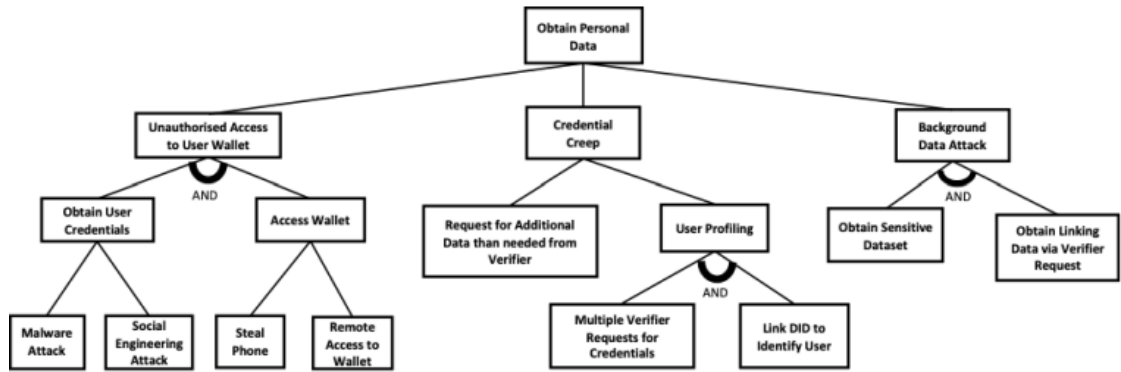 Obtain Personal
Data
Unauthorised Access
to User Wallet
Credential
Creep
Background
Data Attack
AND
AND
Obtain User
Credentials
Access Wallet
Request for Additional
Data than needed from
Verifier
User Profiling
Obtain Sensitive
Dataset
Obtain Linking
Data via Verifier
Request
AND
Malware
Attack
Social
Engineering
Attack
Steal
Phone
Remote
Access to
Wallet
Multiple Verifier
Requests for
Credentials
Link DID to
Identify User